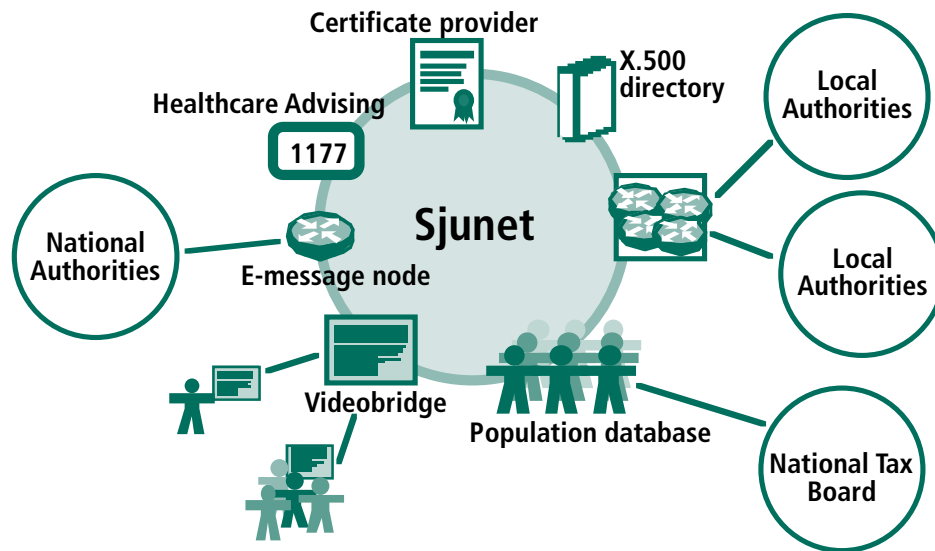 Certificate provider
X.500
directory
Local
Authorities
Healthcare Advising
1177
Sjunet
National
Authorities
E-message node
Local
Authorities
Videobridge
Population database
National Tax
Board